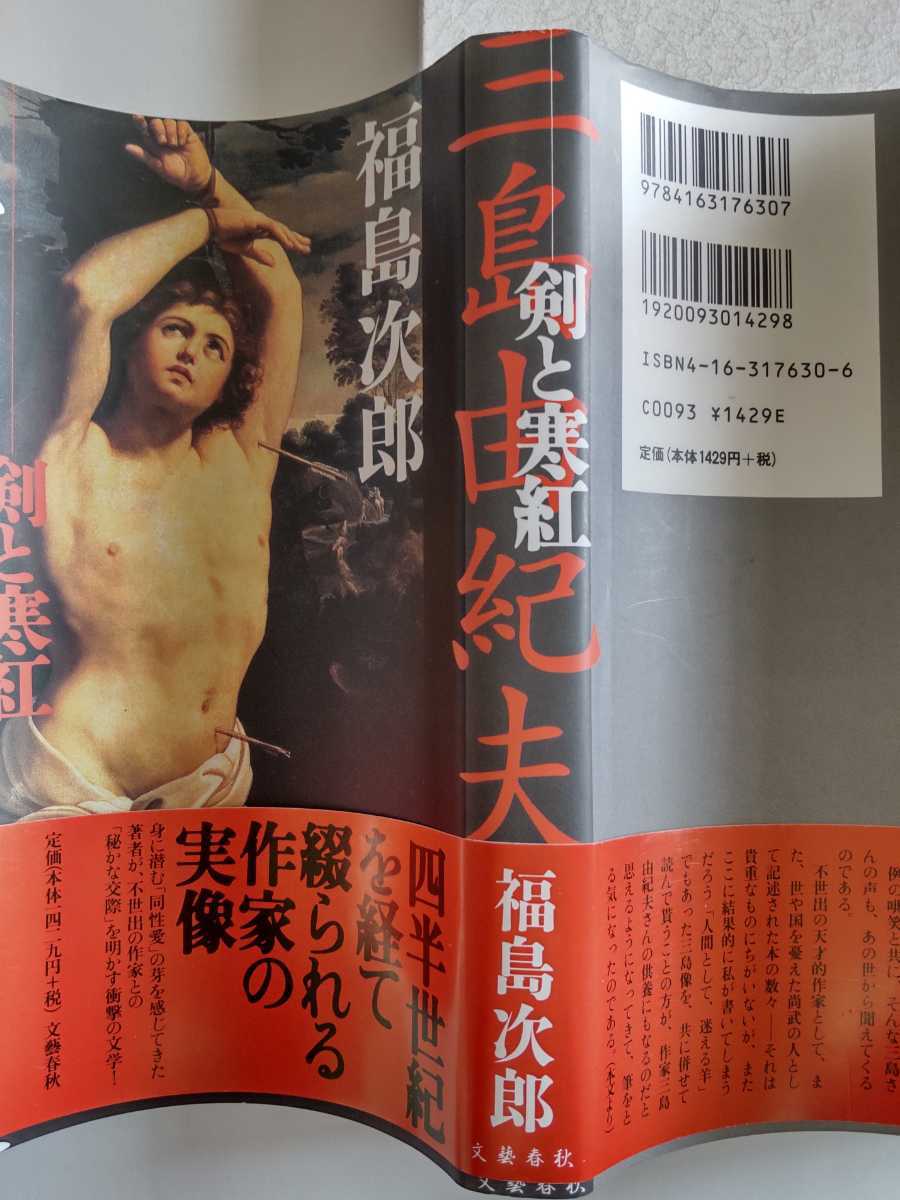 福島次郎
剣と寒紅
四半世紀
を経て
綴られる
作家の
実像
身に潜む「同性愛」の芽を感じてきた
著者が、不世出の作家との
「秘かな交際」を明かす衝撃の文学!
定価(本体一四二九円+税) 文藝春秋
三島由紀夫
剣と寒紅
福島次郎
文藝春秋
文藝春秋
9784163176307
1920093014298
ISBN4-16-317630-6
C0093 ¥1429E
定価(本体1429円+税)
例の哄笑と共に、そんな三島さ
んの声も、あの世から聞えてくる
のである。
不世出の天才的作家として、ま
た、世や国を憂えた尚武の人とし
て記述された本の数々——それは
貴重なものにちがいないが、また
ここに結果的に私が書いてしまう
だろう「人間として、迷える羊」
でもあった三島像を、共に併せて
読んで貰うことの方が、作家三島
由紀夫さんの供養にもなるのだと
思えるようになってきて、筆をと
る気になったのである。(本文より)